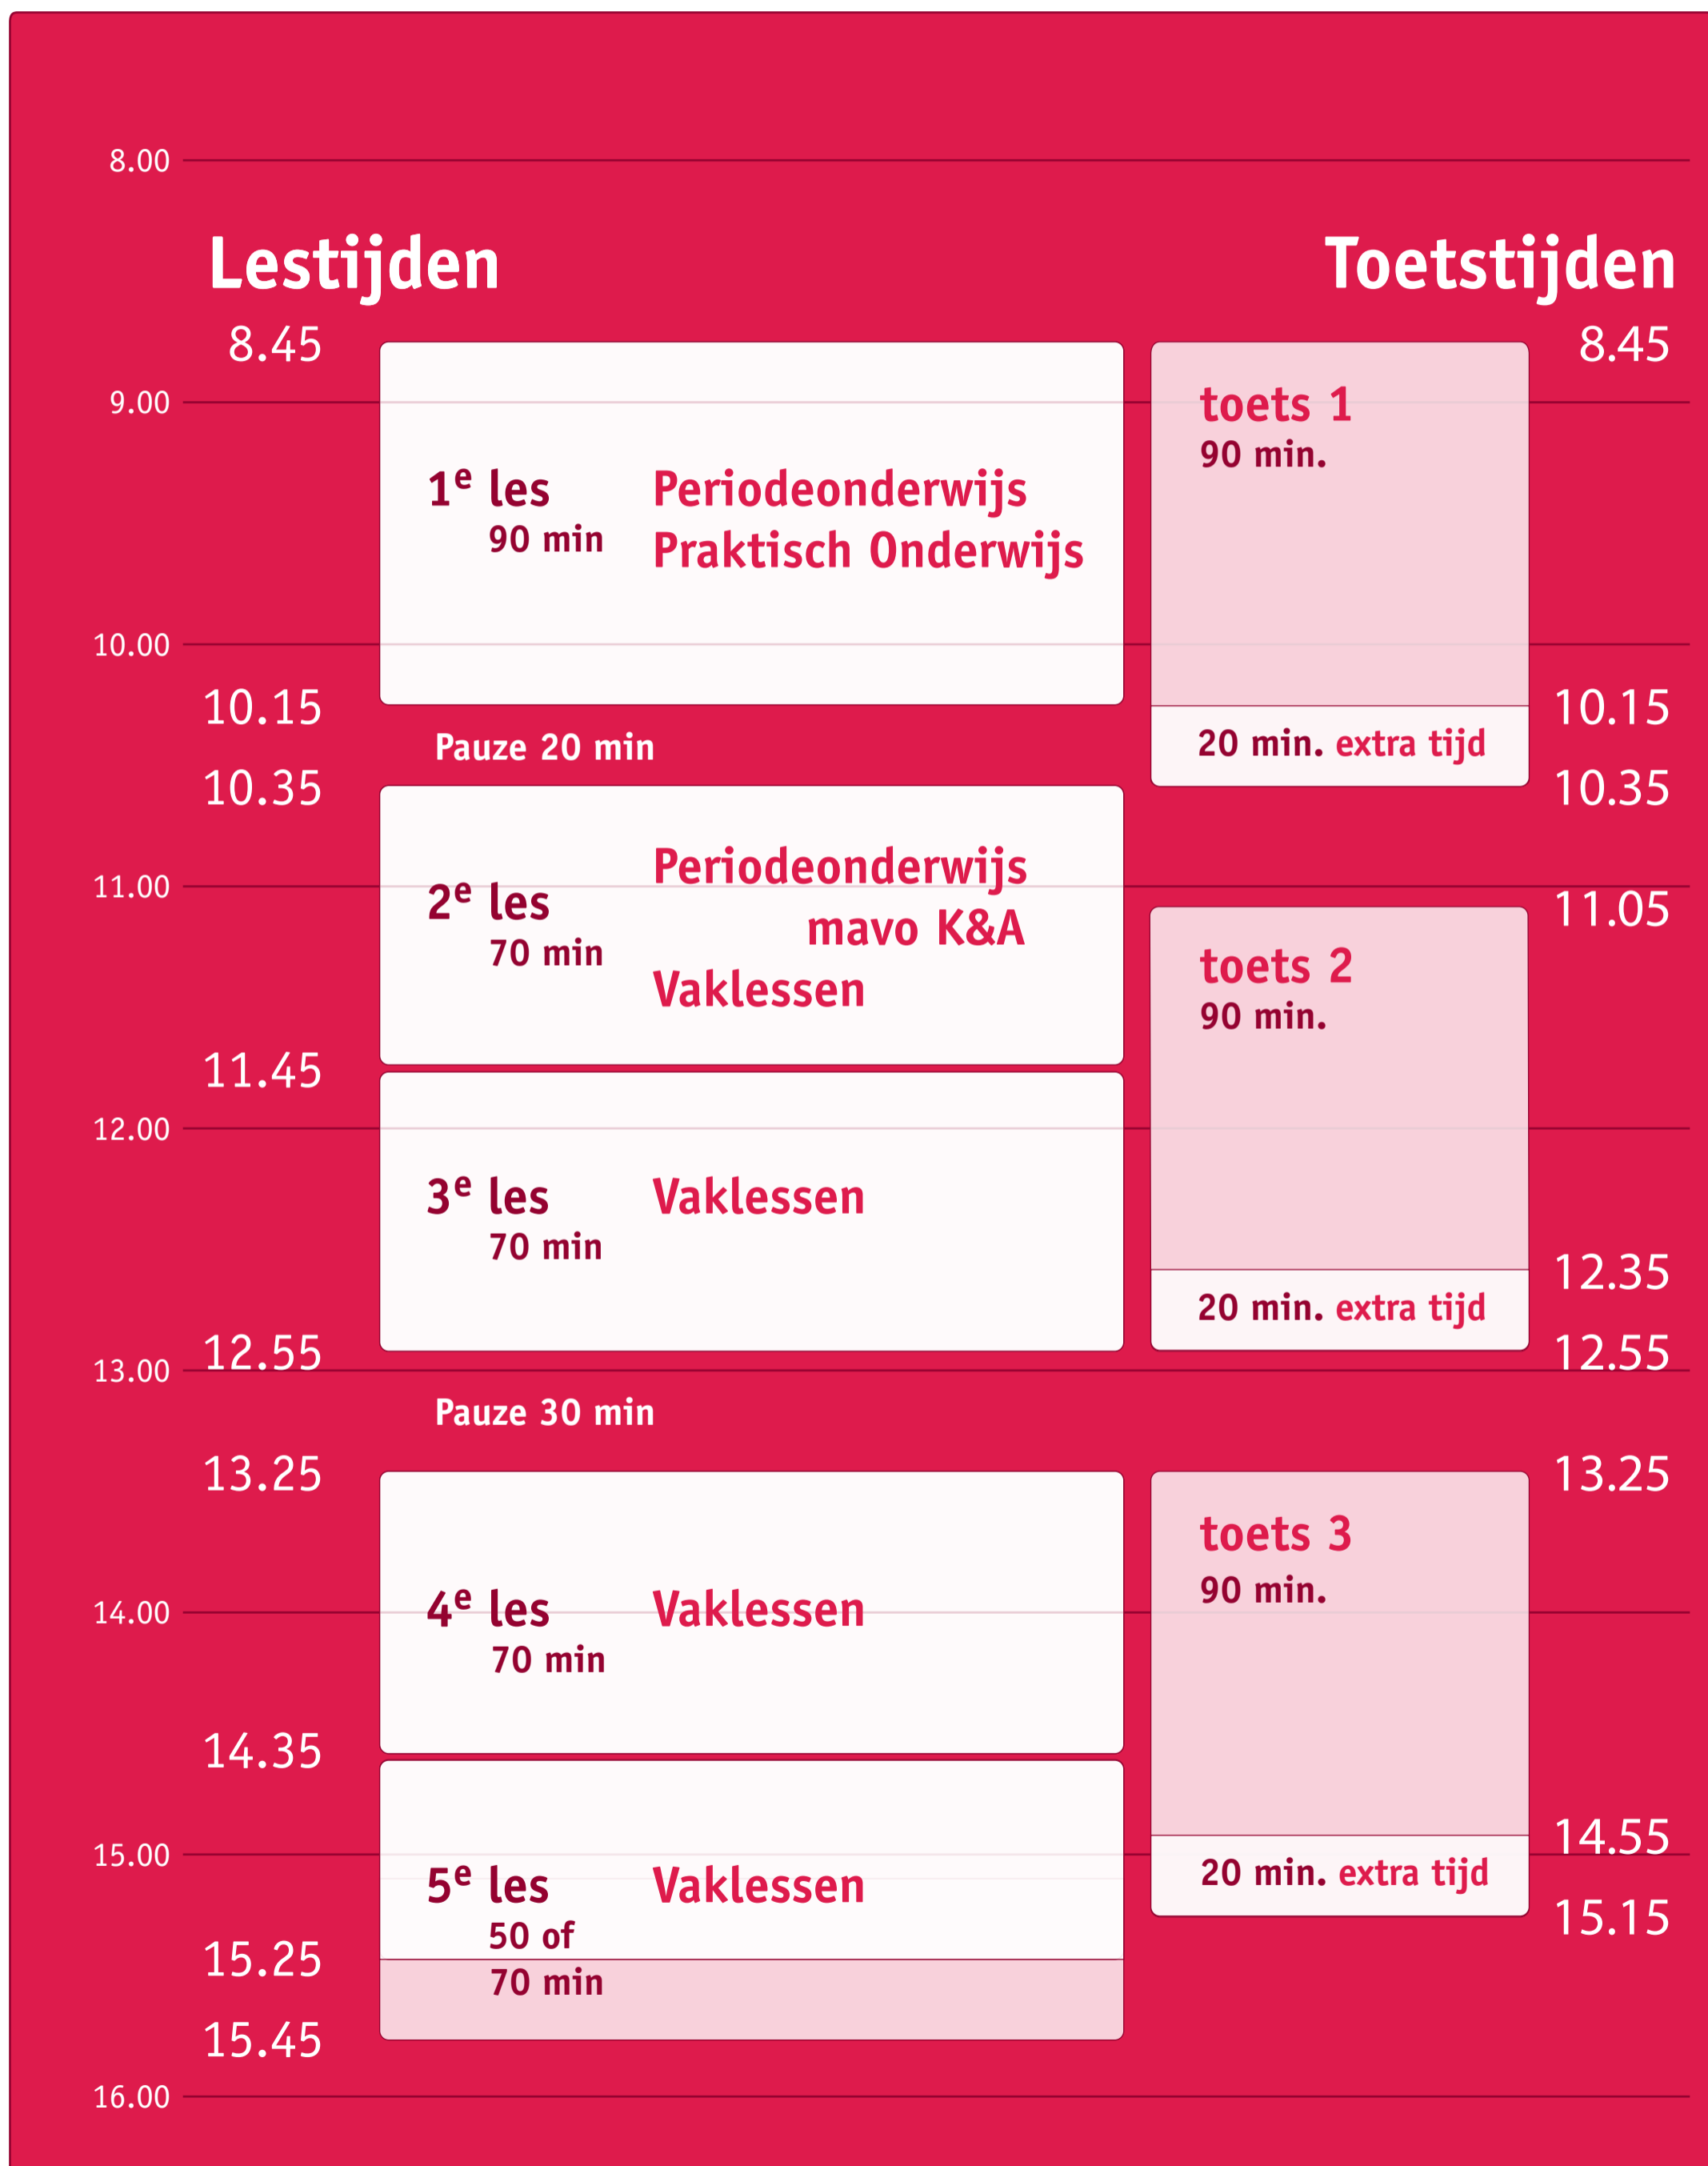 8.00
Lestijden
Toetstijden
8.45
8.45
9.00
toets 1
90 min.
1e les
Periodeonderwijs
90 min
Praktisch Onderwijs
10.00
10.15
10.15
Pauze 20 min
20 min. extra tijd
10.35
10.35
Periodeonderwijs
11.00
2e les
11.05
mavo K&A
70 min
toets 2
Vaklessen
90 min.
11.45
12.00
3e les
Vaklessen
70 min
12.35
20 min. extra tijd
12.55
12.55
13.00
Pauze 30 min
13.25
13.25
toets 3
90 min.
14.00
4e les
Vaklessen
70 min
14.35
14.55
15.00
5e les
Vaklessen
20 min. extra tijd
15.15
50 of
15.25
70 min
15.45
16.00